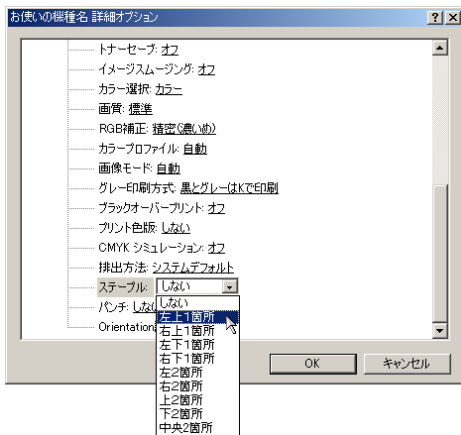 お使いの機種名 詳細オプション
トナーセーブ: オフ
イメージスムージング: オフ
カラー選択: カラー
画質: 標準
RGB補正: 精密(濃いめ)
カラープロファイル: 自動
画像モード: 自動
グレー印刷方式: 黒とグレーはKで印刷
ブラックオーバープリント: オフ
プリント色版: しない
CMYK シミュレーション: オフ
排出方法: システムデフォルト
ステープル: しない
パンチ: しない
しない
左上1箇所
Orientation
右上1箇所
左下1箇所
右下1箇所
左2箇所
右2箇所
上2箇所
下2箇所
中央2箇所
OK
キャンセル